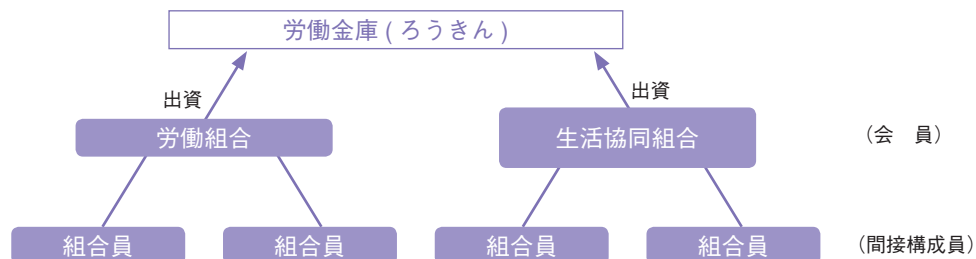 労働金庫 ( ろうきん )
出資
出資
労働組合
生活協同組合
（会　員）
組合員
組合員
組合員
組合員
（間接構成員）